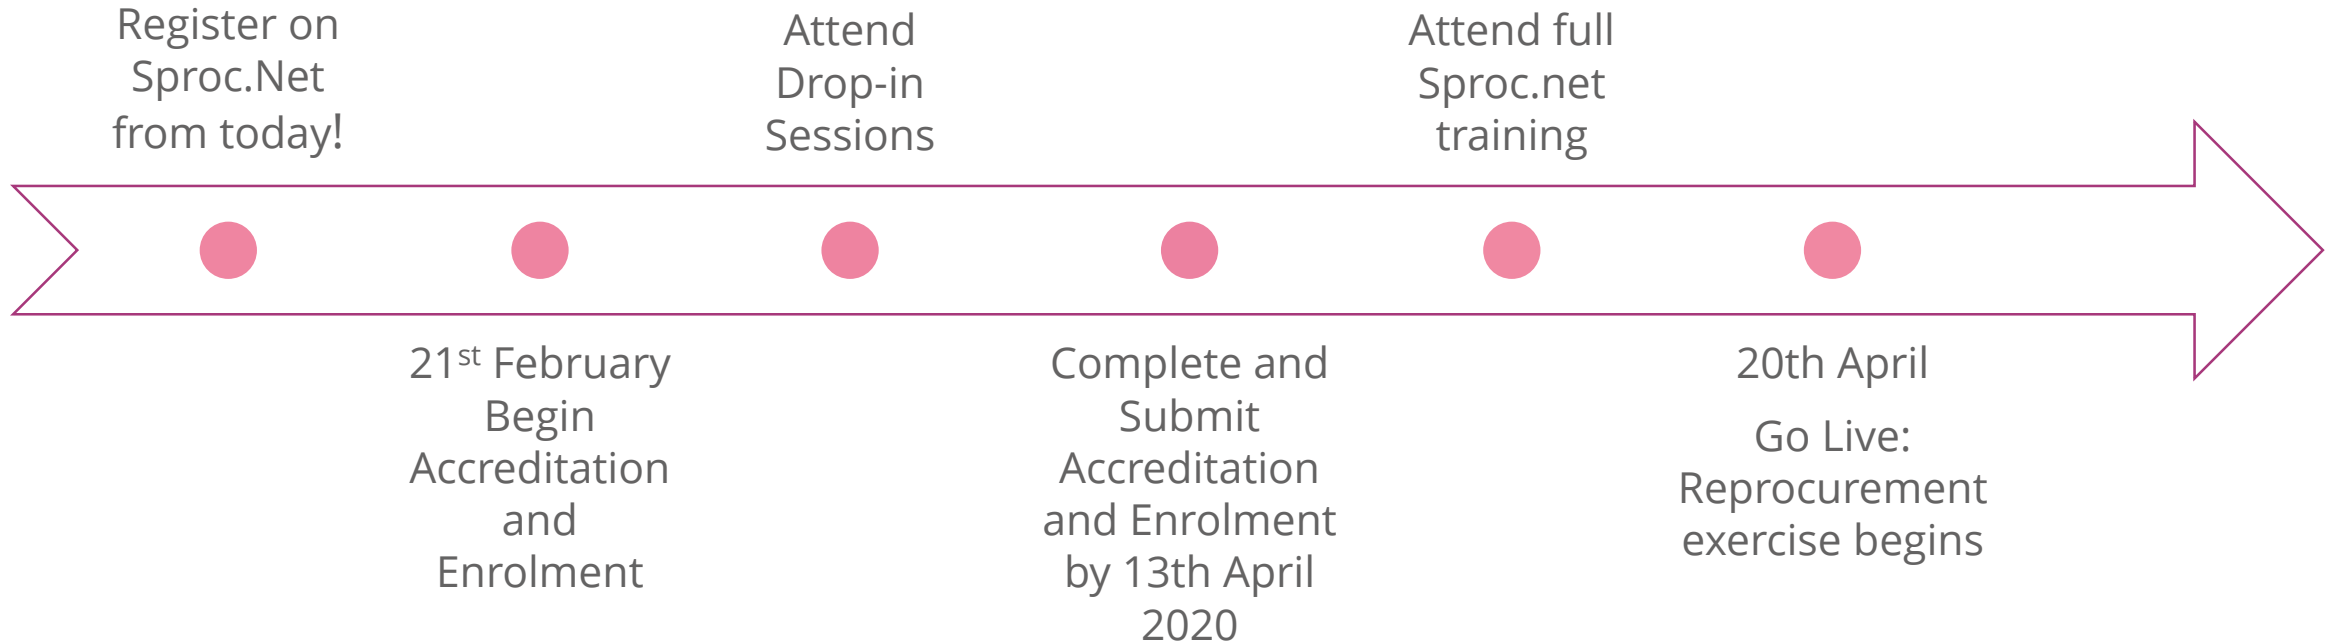 Register on
Sproc.Net
from today!
21st February
Begin
Accreditation
and
Enrolment
Attend
Drop-in
Sessions
Complete and
Submit
Accreditation
and Enrolment
by 13th April
2020
Attend full
Sproc.net
training
20th April
Go Live:
Reprocurement
exercise begins